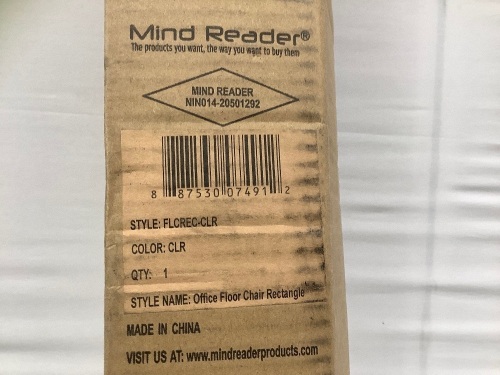 Mind Reader®
The products you want, the way you want to buy them
MIND READER
NIN014-20501292
8 87530 07491 2
STYLE: FLCREC-CLR
COLOR: CLR
QTY: 1
STYLE NAME: Office Floor Chair Rectangle
MADE IN CHINA
VISIT US AT: www.mindreaderproducts.com